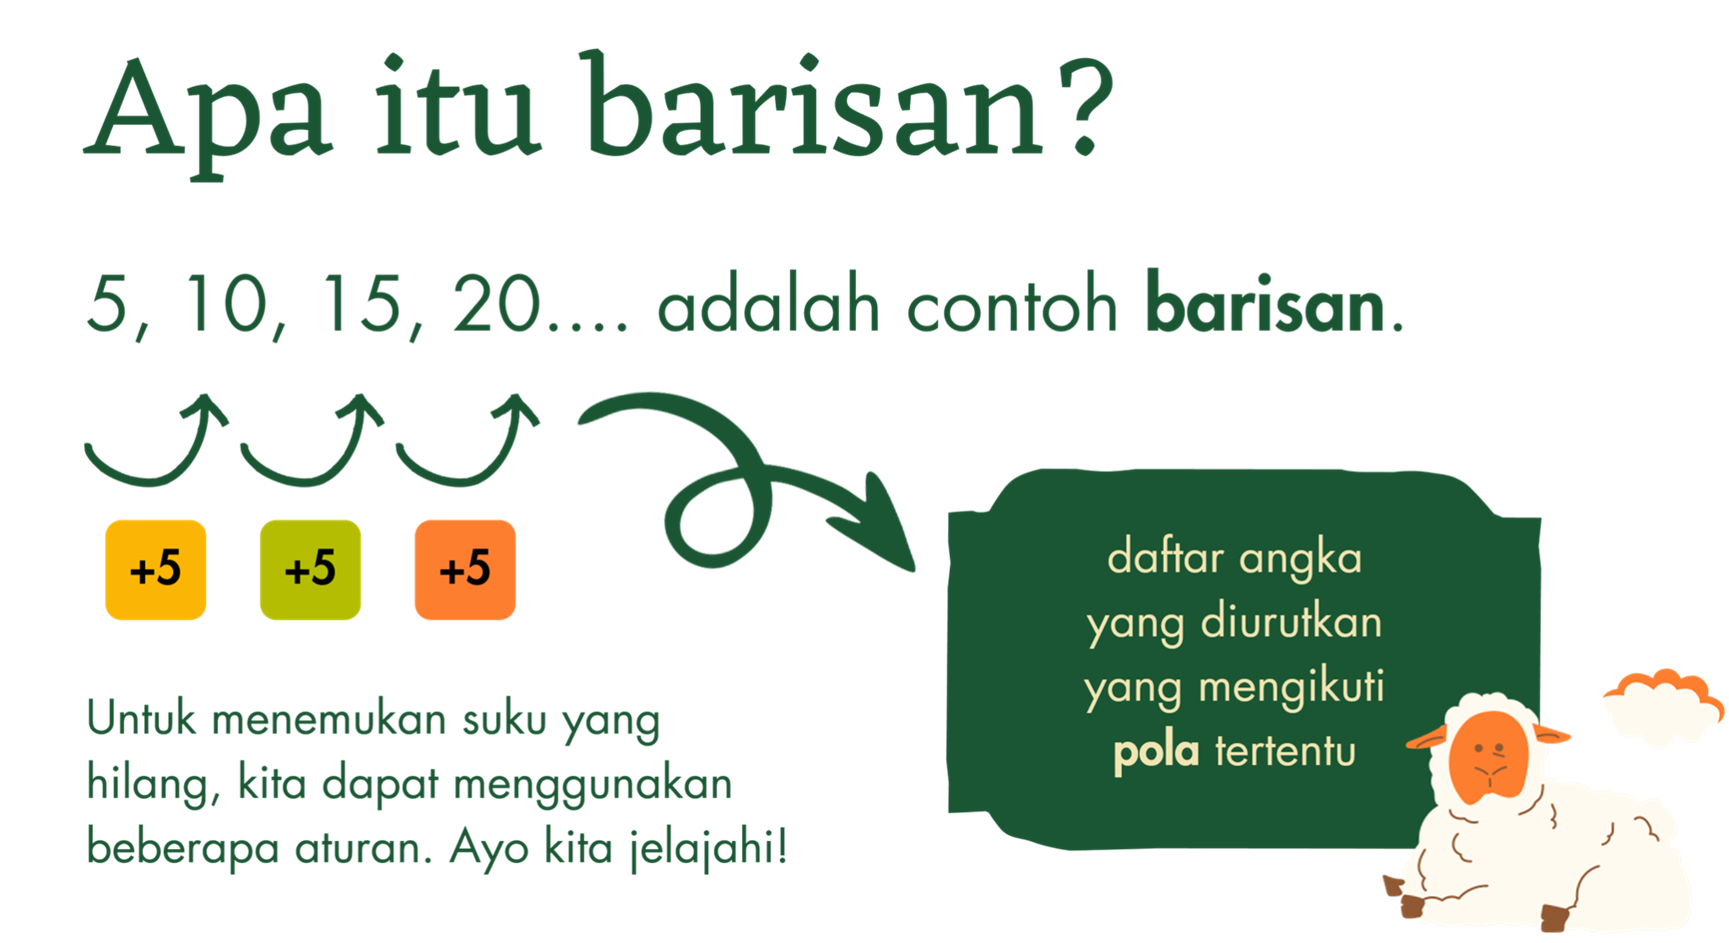 Apa itu barisan?
5, 10, 15, 20.... adalah contoh barisan.
+5 +5 +5
daftar angka
yang diurutkan
yang mengikuti
pola tertentu
Untuk menemukan suku yang
hilang, kita dapat menggunakan
beberapa aturan. Ayo kita jelajahi!